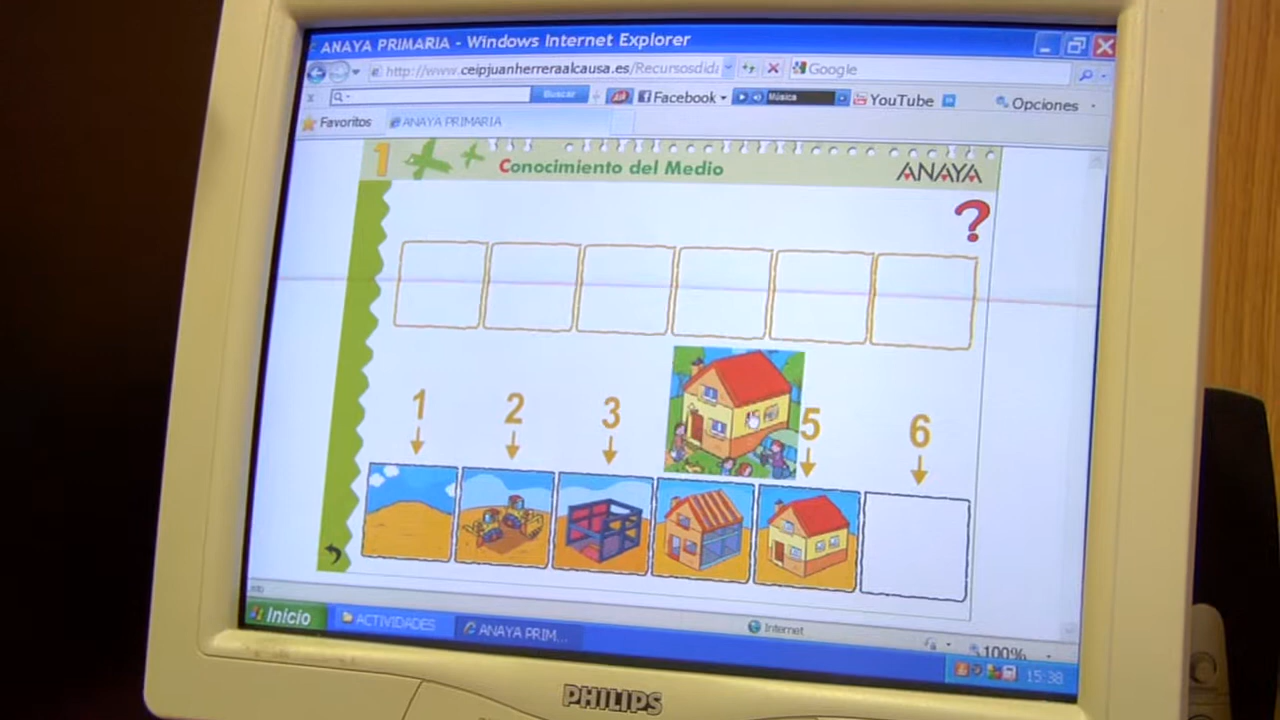 ANAYA PRIMARIA - Windows Internet Explorer
http://www.ceipjuanherreraalcausa.es/Recursosdida
Google
Buscar
Facebook
Música
YouTube
Opciones
Favoritos
ANAYA PRIMARIA
1
Conocimiento del Medio
ANAYA
?
1 2 3 5 6
Inicio
ACTIVIDADES
ANAYA PRIM...
Internet
100%
15:38
PHILIPS